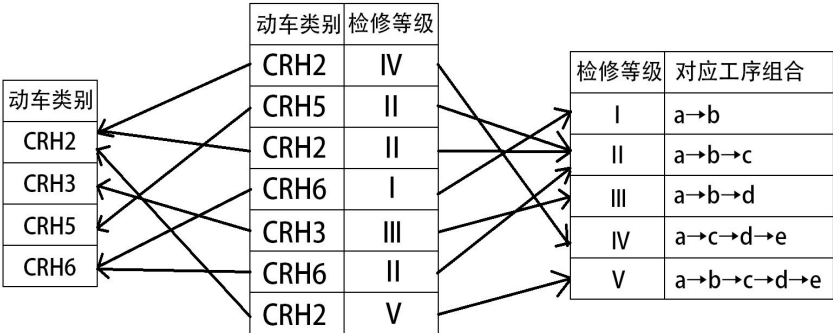 动车类别
CRH2
CRH3
CRH5
CRH6
动车类别 检修等级
CRH2 IV
CRH5 II
CRH2 II
CRH6 I
CRH3 III
CRH6 II
CRH2 V
检修等级 对应工序组合
I a→b
II a→b→c
III a→b→d
IV a→c→d→e
V a→b→c→d→e